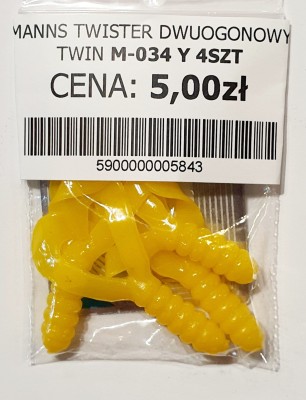 MANNS TWISTER DWUOGONOWY
TWIN M-034 Y 4SZT
CENA: 5,00zł
5900000005843